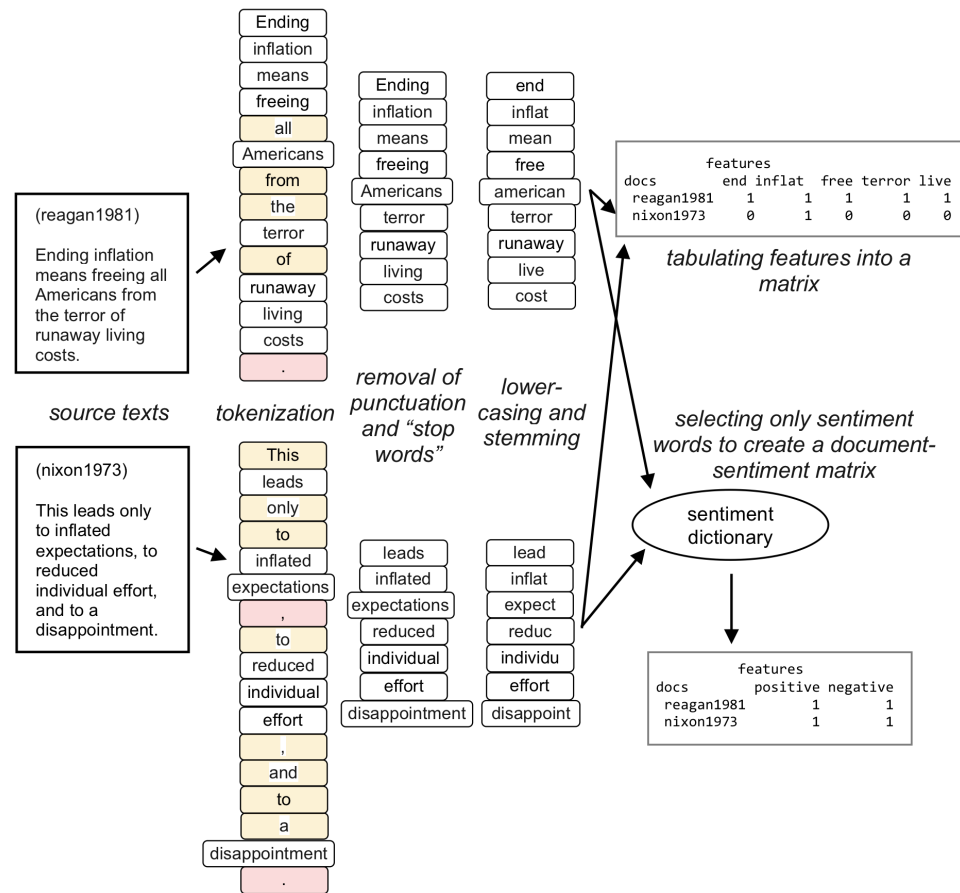 (reagan1981)
Ending inflation
means freeing all
Americans from
the terror of
runaway living
costs.
source texts
(nixon1973)
This leads only
to inflated
expectations, to
reduced
individual effort,
and to a
disappointment.
Ending
inflation
means
freeing
all
Americans
from
the
terror
of
runaway
living
costs
.
tokenization
This
leads
only
to
inflated
expectations
,
to
reduced
individual
effort
,
and
to
a
disappointment
.
Ending
inflation
means
freeing
Americans
terror
runaway
living
costs
removal of
punctuation
and “stop
words”
leads
inflated
expectations
reduced
individual
effort
disappointment
end
inflat
mean
free
american
terror
runaway
live
cost
lower-
casing and
stemming
lead
inflat
expect
reduc
individu
effort
disappoint
features
docs end inflat free terror live
reagan1981 1 1 1 1 1
nixon1973 0 1 0 0 0
tabulating features into a
matrix
selecting only sentiment
words to create a document-
sentiment matrix
sentiment
dictionary
features
docs positive negative
reagan1981 1 1
nixon1973 1 1